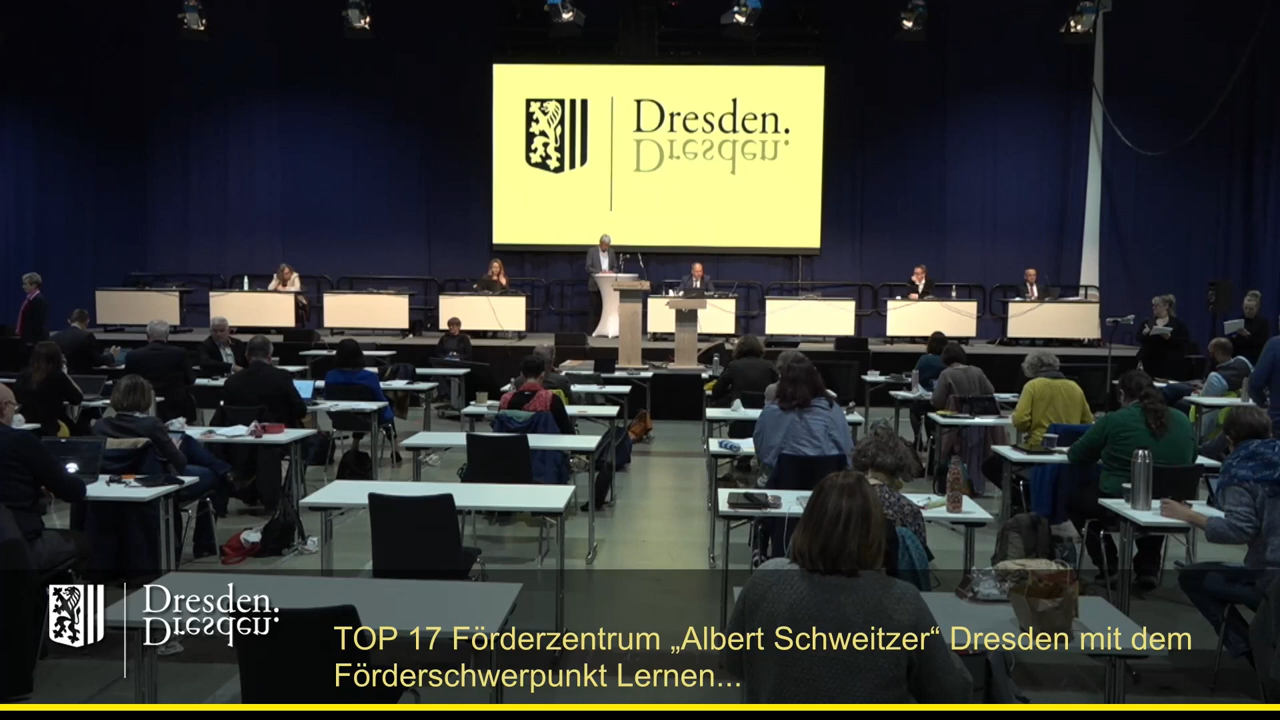 Dresden.
Dresden.
Dresden.
Dresden.
TOP 17 Förderzentrum „Albert Schweitzer“ Dresden mit dem
Förderschwerpunkt Lernen...